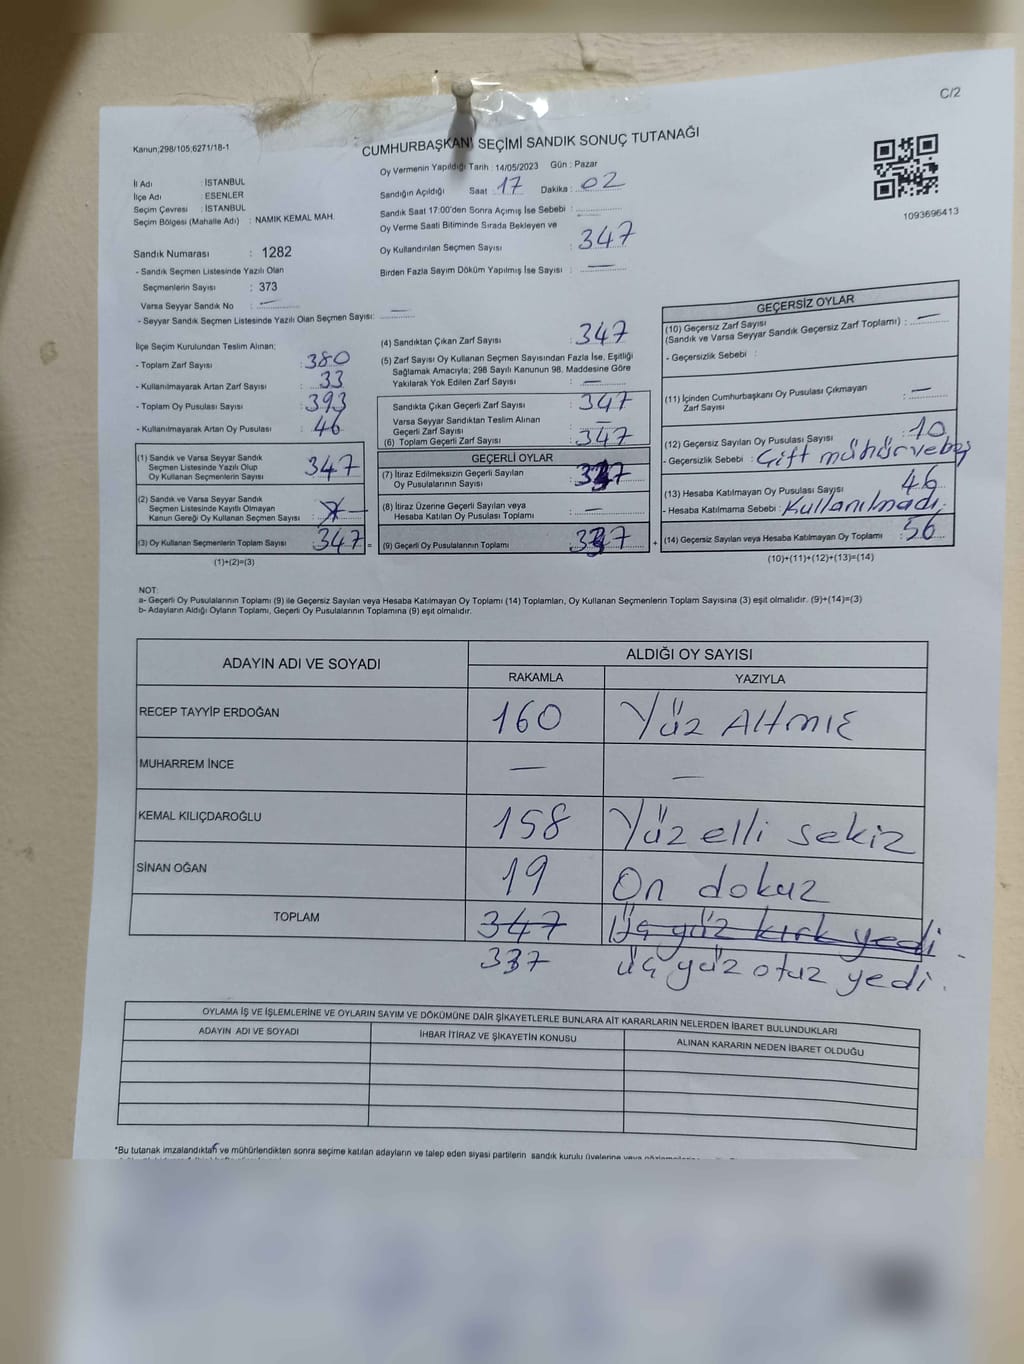 C/2
Kanun;298/105,6271/18-1
CUMHURBAŞKANI SEÇİMİ SANDIK SONUÇ TUTANAĞI
Oy Vermenin Yapıldığı Tarih : 14/05/2023 Gün : Pazar
İl Adı : İSTANBUL
İlçe Adı : ESENLER
Seçim Çevresi : İSTANBUL
Seçim Bölgesi (Mahalle Adı) : NAMIK KEMAL MAH.
Sandığın Açıldığı Saat : 17 Dakika : 02
Sandık Saat 17:00'den Sonra Açımış İse Sebebi :
Oy Verme Saati Bitiminde Sırada Bekleyen ve
Oy Kullandırılan Seçmen Sayısı : 347
Birden Fazla Sayım Döküm Yapılmış İse Sayısı : —
1093696413
Sandık Numarası : 1282
- Sandık Seçmen Listesinde Yazılı Olan
Seçmenlerin Sayısı : 373
Varsa Seyyar Sandık No : —
- Seyyar Sandık Seçmen Listesinde Yazılı Olan Seçmen Sayısı: —
İlçe Seçim Kurulundan Teslim Alınan;
- Toplam Zarf Sayısı : 380
- Kullanılmayarak Artan Zarf Sayısı : 33
- Toplam Oy Pusulası Sayısı : 393
- Kullanılmayarak Artan Oy Pusulası : 46
(1) Sandık ve Varsa Seyyar Sandık
Seçmen Listesinde Yazılı Olup
Oy Kullanan Seçmenlerin Sayısı : 347
(2) Sandık ve Varsa Seyyar Sandık
Seçmen Listesinde Kayıtlı Olmayan
Kanun Gereği Oy Kullanan Seçmen Sayısı : —
(3) Oy Kullanan Seçmenlerin Toplam Sayısı : 347 =
(1)+(2)=(3)
(4) Sandıktan Çıkan Zarf Sayısı : 347
(5) Zarf Sayısı Oy Kullanan Seçmen Sayısından Fazla İse, Eşitliği
Sağlamak Amacıyla; 298 Sayılı Kanunun 98. Maddesine Göre
Yakılarak Yok Edilen Zarf Sayısı : —
Sandıkta Çıkan Geçerli Zarf Sayısı : 347
Varsa Seyyar Sandıktan Teslim Alınan
Geçerli Zarf Sayısı : —
(6) Toplam Geçerli Zarf Sayısı : 347
GEÇERLİ OYLAR
(7) İtiraz Edilmeksizin Geçerli Sayılan
Oy Pusulalarının Sayısı : 337
(8) İtiraz Üzerine Geçerli Sayılan veya
Hesaba Katılan Oy Pusulası Toplamı : —
(9) Geçerli Oy Pusulalarının Toplamı : 337 +
GEÇERSİZ OYLAR
(10) Geçersiz Zarf Sayısı
(Sandık ve Varsa Seyyar Sandık Geçersiz Zarf Toplamı) : —
- Geçersizlik Sebebi :
(11) İçinden Cumhurbaşkanı Oy Pusulası Çıkmayan
Zarf Sayısı : —
(12) Geçersiz Sayılan Oy Pusulası Sayısı : 10
- Geçersizlik Sebebi : Çift mühür ve boş
(13) Hesaba Katılmayan Oy Pusulası Sayısı : 46
- Hesaba Katılmama Sebebi : Kullanılmadı.
(14) Geçersiz Sayılan veya Hesaba Katılmayan Oy Toplamı : 56
(10)+(11)+(12)+(13)=(14)
NOT:
a- Geçerli Oy Pusulalarının Toplamı (9) ile Geçersiz Sayılan veya Hesaba Katılmayan Oy Toplamı (14) Toplamları, Oy Kullanan Seçmenlerin Toplam Sayısına (3) eşit olmalıdır. (9)+(14)=(3)
b- Adayların Aldığı Oyların Toplamı, Geçerli Oy Pusulalarının Toplamına (9) eşit olmalıdır.
ADAYIN ADI VE SOYADI
ALDIĞI OY SAYISI
RAKAMLA YAZIYLA
RECEP TAYYİP ERDOĞAN 160 Yüz Altmış
MUHARREM İNCE — —
KEMAL KILIÇDAROĞLU 158 Yüz elli sekiz
SİNAN OĞAN 19 On dokuz
TOPLAM 347 Üç yüz kırk yedi.
337 üç yüz otuz yedi.
OYLAMA İŞ VE İŞLEMLERİNE VE OYLARIN SAYIM VE DÖKÜMÜNE DAİR ŞİKAYETLERLE BUNLARA AİT KARARLARIN NELERDEN İBARET BULUNDUKLARI
ADAYIN ADI VE SOYADI İHBAR İTİRAZ VE ŞİKAYETİN KONUSU ALINAN KARARIN NEDEN İBARET OLDUĞU
*Bu tutanak imzalandıktan ve mühürlendikten sonra seçime katılan adayların ve talep eden siyasi partilerin sandık kurulu üyelerine veya